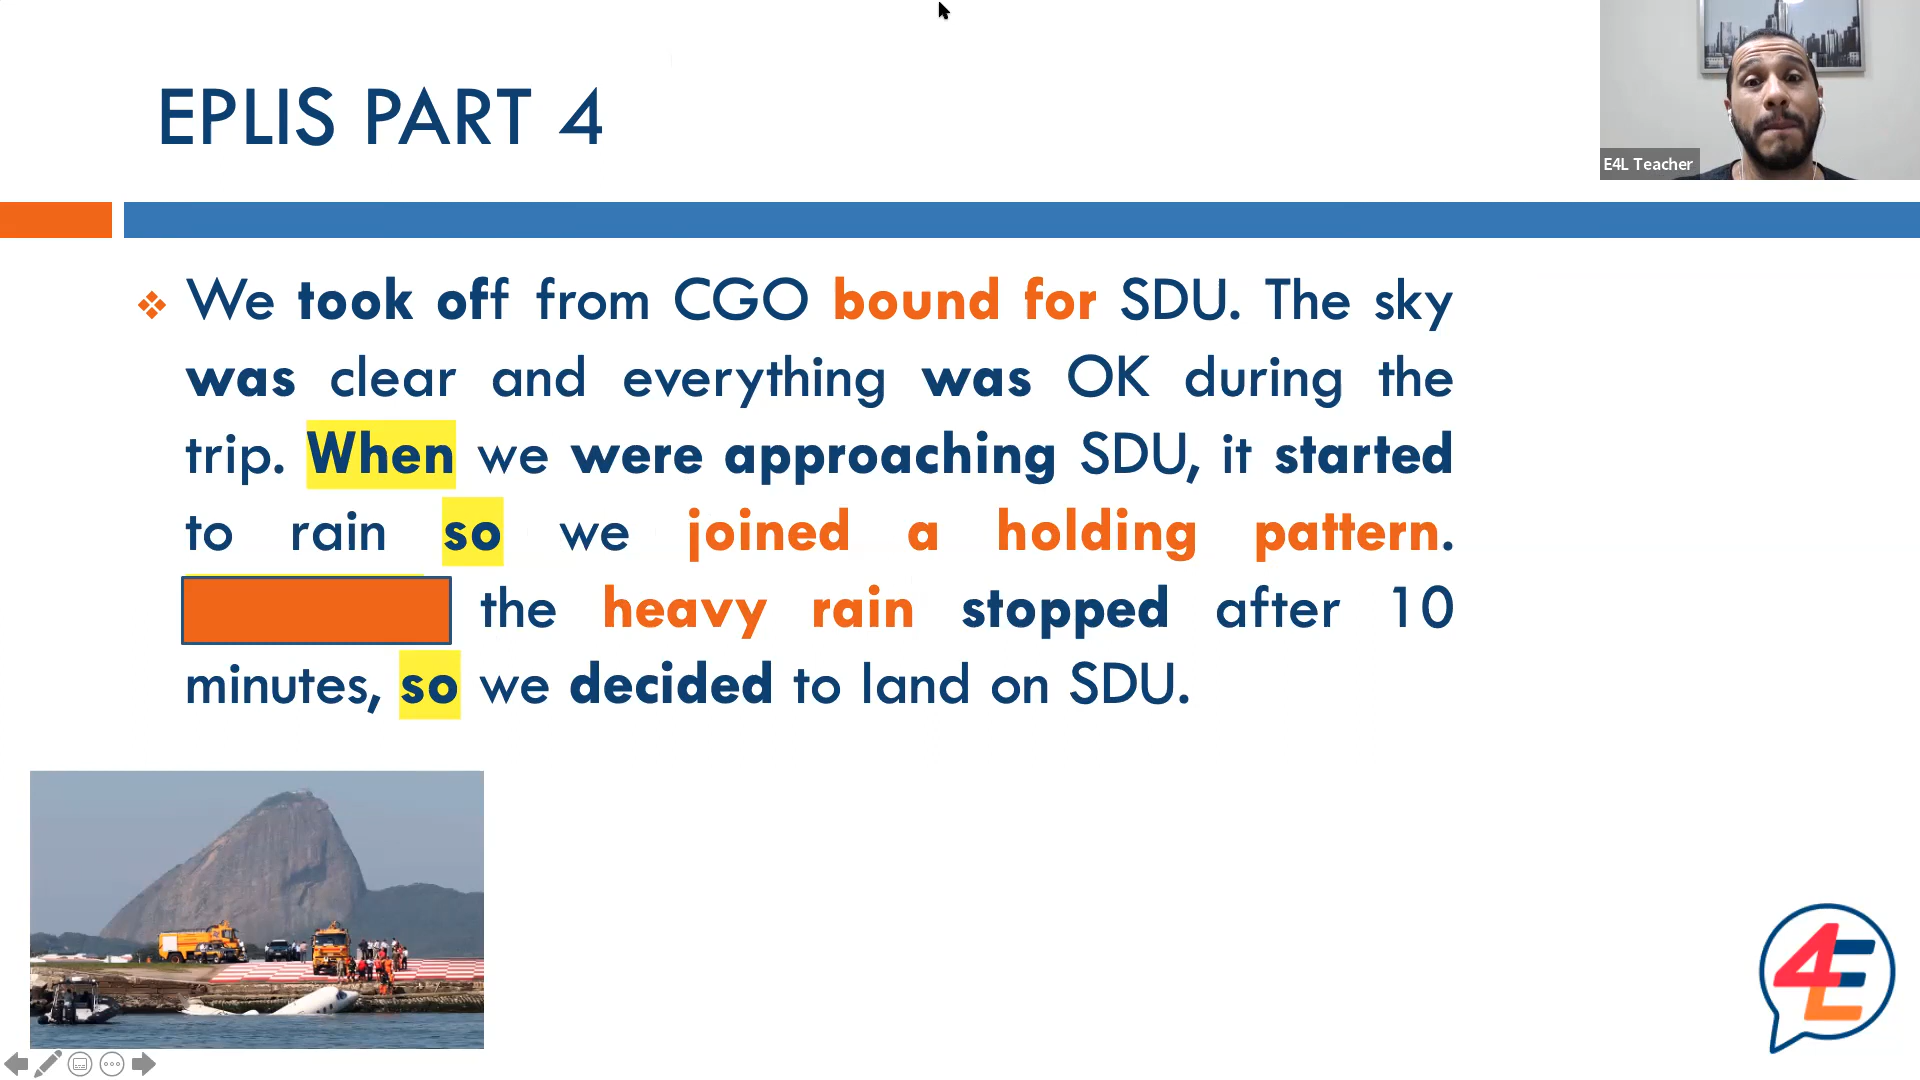 EPLIS PART 4
E4L Teacher
We took off from CGO bound for SDU. The sky
was clear and everything was OK during the
trip. When we were approaching SDU, it started
to rain so we joined a holding pattern.
the heavy rain stopped after 10
minutes, so we decided to land on SDU.
4E
L